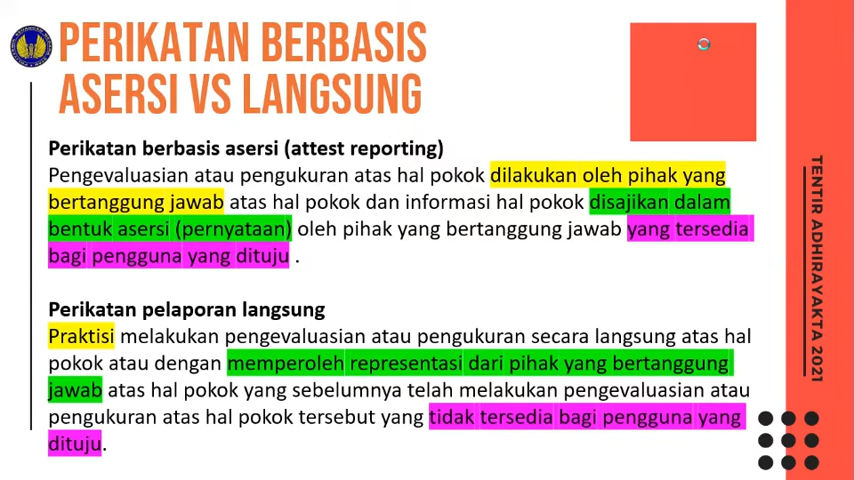 PERIKATAN BERBASIS
ASERSI VS LANGSUNG
Perikatan berbasis asersi (attest reporting)
Pengevaluasian atau pengukuran atas hal pokok dilakukan oleh pihak yang
bertanggung jawab atas hal pokok dan informasi hal pokok disajikan dalam
bentuk asersi (pernyataan) oleh pihak yang bertanggung jawab yang tersedia
bagi pengguna yang dituju .
Perikatan pelaporan langsung
Praktisi melakukan pengevaluasian atau pengukuran secara langsung atas hal
pokok atau dengan memperoleh representasi dari pihak yang bertanggung
jawab atas hal pokok yang sebelumnya telah melakukan pengevaluasian atau
pengukuran atas hal pokok tersebut yang tidak tersedia bagi pengguna yang
dituju.
TENTIR ADHIRAYAKTA 2021